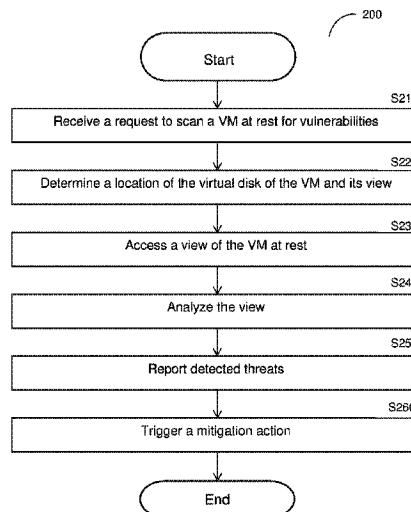 200
Start
S21
Receive a request to scan a VM at rest for vulnerabilities
S22
Determine a location of the virtual disk of the VM and its view
S23
Access a view of the VM at rest
S24
Analyze the view
S25
Report detected threats
S26
Trigger a mitigation action
End